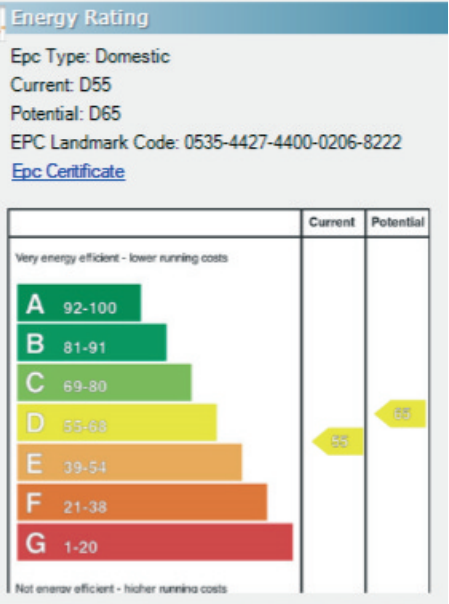 Energy Rating
Epc Type: Domestic
Current: D55
Potential: D65
EPC Landmark Code: 0535-4427-4400-0206-8222
Epc Ceritificate
Current Potential
Very energy efficient - lower running costs
A 92-100
B 81-91
C 69-80
D 55-68
65
55
E 39-54
F 21-38
G 1-20
Not energy efficient - higher running costs